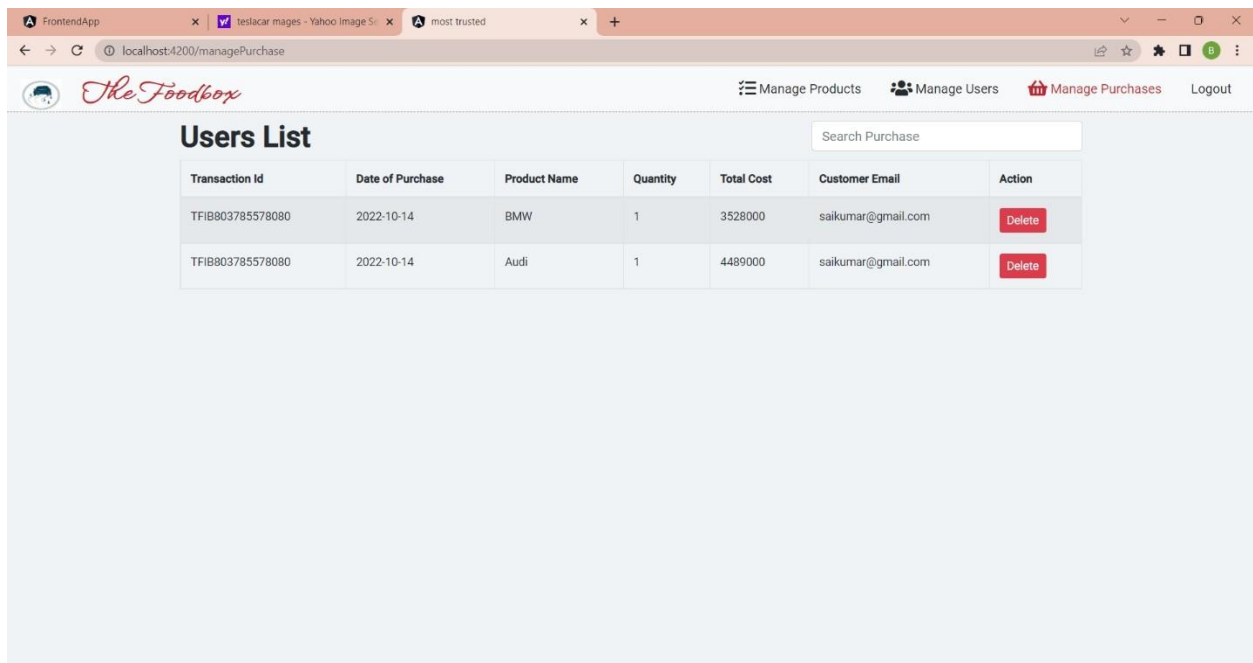 FrontendApp teslacar mages - Yahoo Image Se most trusted
localhost:4200/managePurchase B
The Foodbox Manage Products Manage Users Manage Purchases Logout
Users List Search Purchase
Transaction Id Date of Purchase Product Name Quantity Total Cost Customer Email Action
TFIB803785578080 2022-10-14 BMW 1 3528000 saikumar@gmail.com Delete
TFIB803785578080 2022-10-14 Audi 1 4489000 saikumar@gmail.com Delete